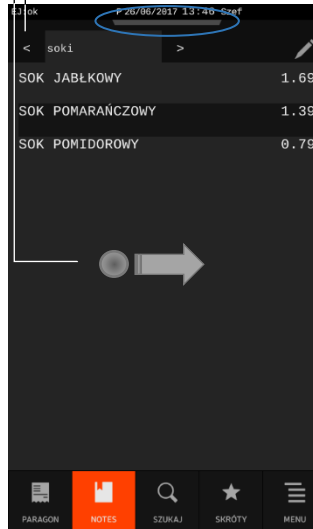 EJ:ok P 26/06/2017 13:46 Szef
< soki >
SOK JABŁKOWY 1.69
SOK POMARAŃCZOWY 1.39
SOK POMIDOROWY 0.79
PARAGON NOTES SZUKAJ SKRÓTY MENU